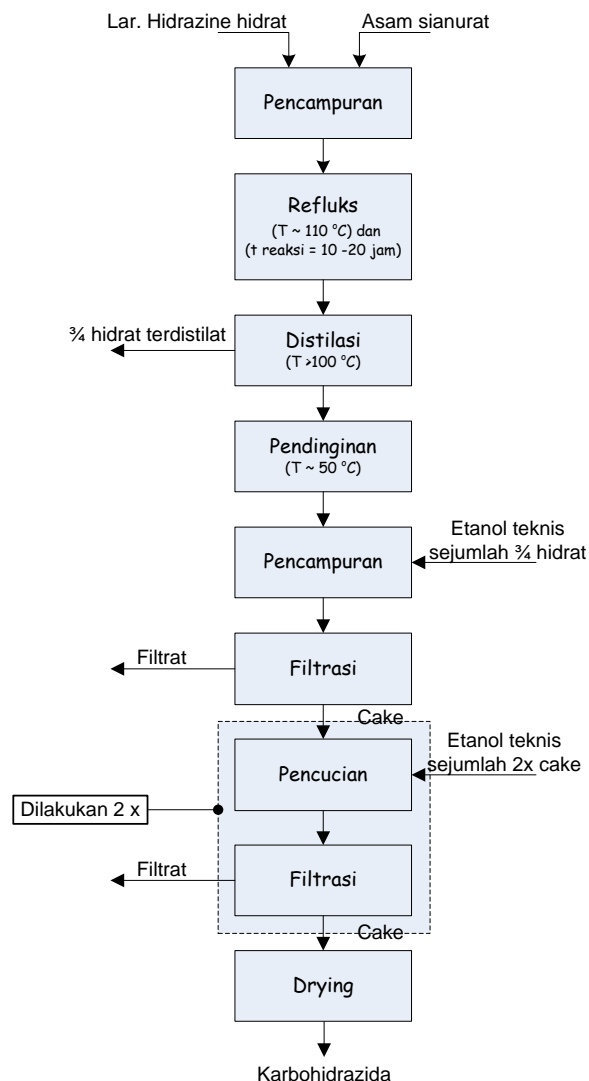 Lar. Hidrazine hidrat
Asam sianurat
Pencampuran
Refluks
(T ~ 110 °C) dan
(t reaksi = 10 -20 jam)
¾ hidrat terdistilat
Distilasi
(T >100 °C)
Pendinginan
(T ~ 50 °C)
Etanol teknis
sejumlah ¾ hidrat
Pencampuran
Filtrat
Filtrasi
Cake
Etanol teknis
sejumlah 2x cake
Pencucian
Dilakukan 2 x
Filtrat
Filtrasi
Cake
Drying
Karbohidrazida